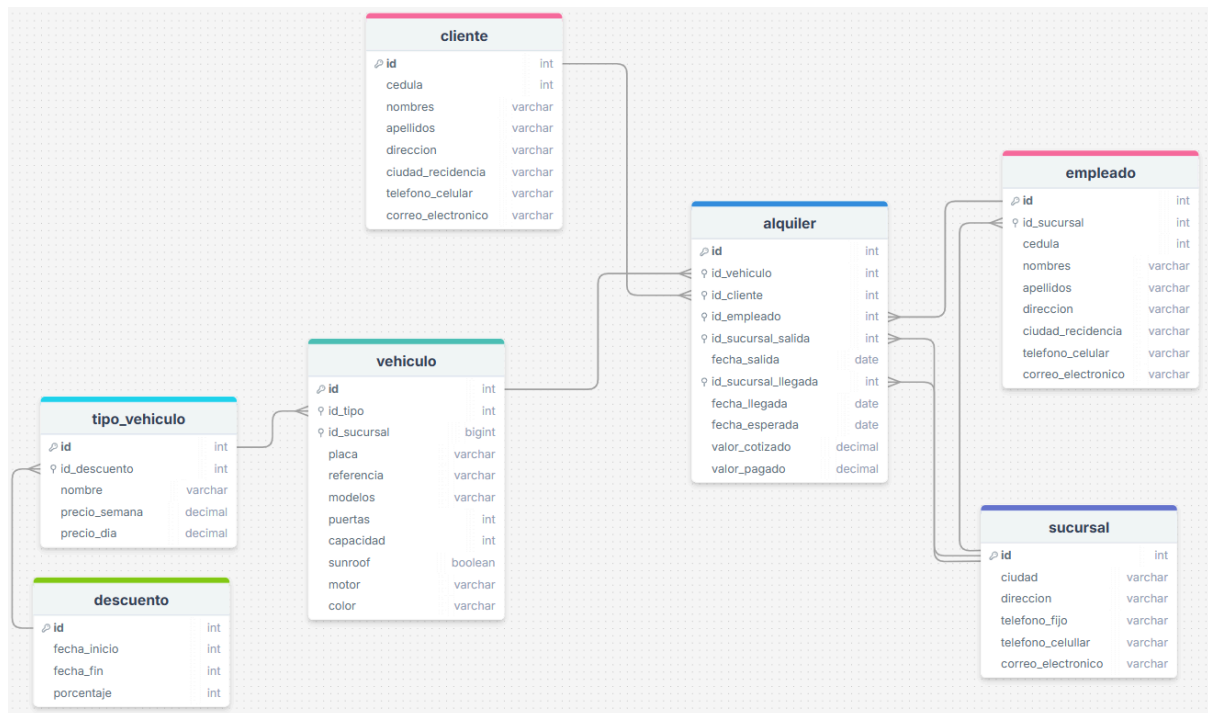 cliente
id int
cedula int
nombres varchar
apellidos varchar
direccion varchar
ciudad_recidencia varchar
telefono_celular varchar
correo_electronico varchar
empleado
id int
id_sucursal int
cedula int
nombres varchar
apellidos varchar
direccion varchar
ciudad_recidencia varchar
telefono_celular varchar
correo_electronico varchar
alquiler
id int
id_vehiculo int
id_cliente int
id_empleado int
id_sucursal_salida int
fecha_salida date
id_sucursal_llegada int
fecha_llegada date
fecha_esperada date
valor_cotizado decimal
valor_pagado decimal
vehiculo
id int
id_tipo int
id_sucursal bigint
placa varchar
referencia varchar
modelos varchar
puertas int
capacidad int
sunroof boolean
motor varchar
color varchar
tipo_vehiculo
id int
id_descuento int
nombre varchar
precio_semana decimal
precio_dia decimal
sucursal
id int
ciudad varchar
direccion varchar
telefono_fijo varchar
telefono_celullar varchar
correo_electronico varchar
descuento
id int
fecha_inicio int
fecha_fin int
porcentaje int